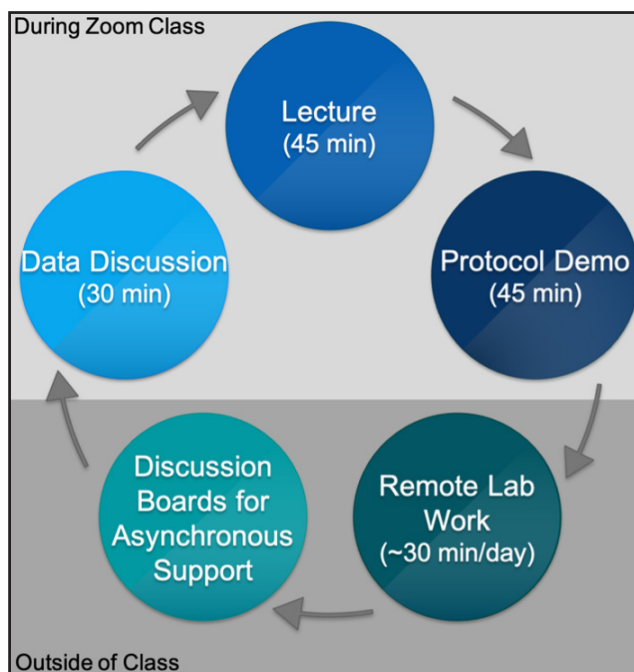 During Zoom Class
Lecture
(45 min)
Data Discussion
(30 min)
Protocol Demo
(45 min)
Discussion
Boards for
Asynchronous
Support
Remote Lab
Work
(~30 min/day)
Outside of Class